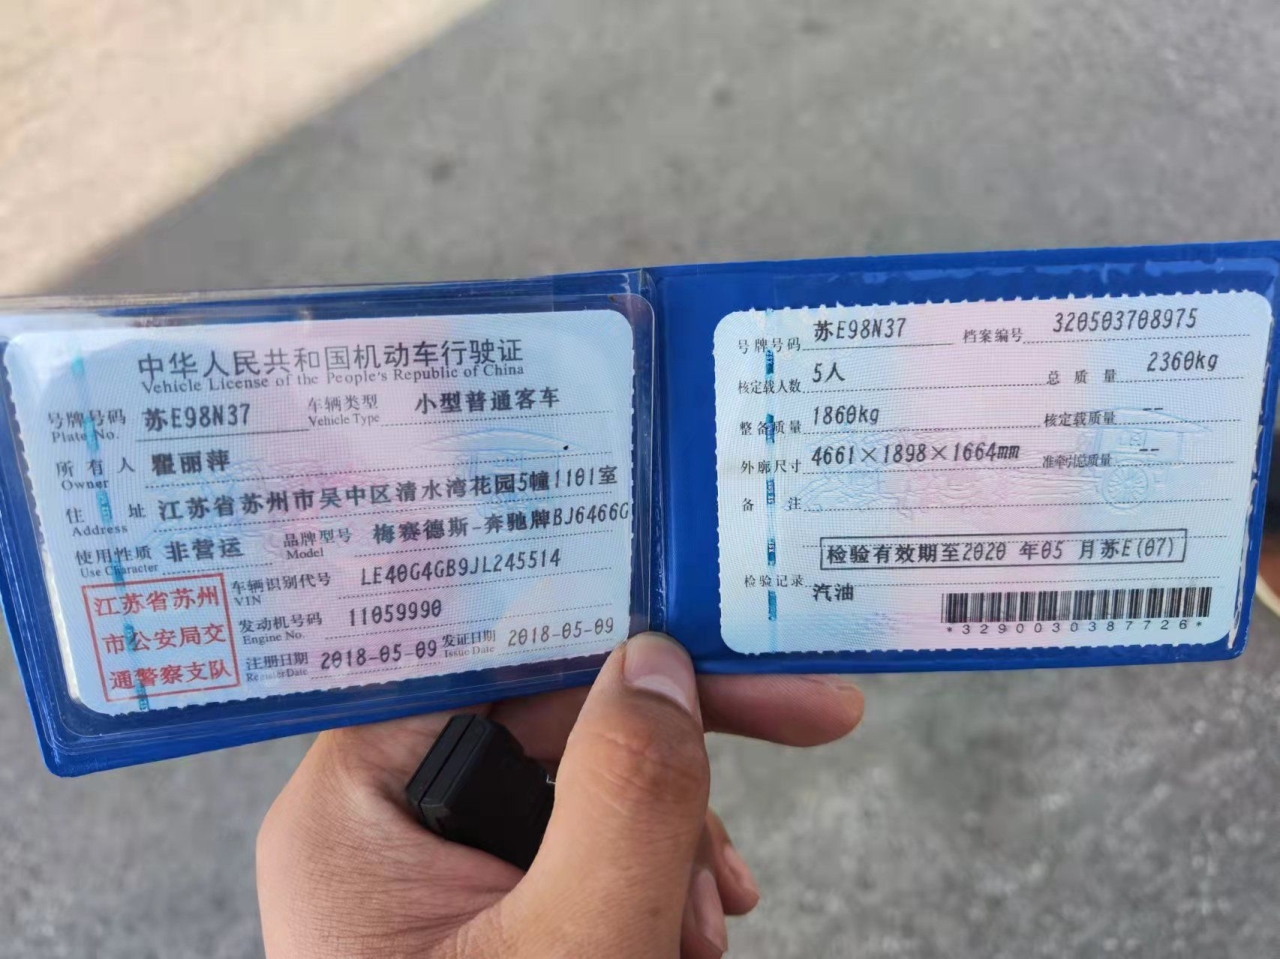 中华人民共和国机动车行驶证
Vehicle License of the People's Republic of China
号牌号码 苏E98N37 车辆类型 小型普通客车
Plate No. Vehicle Type
所有人 翟丽萍
Owner
住址 江苏省苏州市吴中区清水湾花园5幢1101室
Address
使用性质 非营运 品牌型号 梅赛德斯-奔驰牌BJ6466G
Use Character Model
车辆识别代号 LE40G4GB9JL245514
VIN
发动机号码 11059990
Engine No.
注册日期 2018-05-09 发证日期 2018-05-09
Register Date Issue Date
江苏省苏州
市公安局交
通警察支队
号牌号码 苏E98N37 档案编号 320503708975
核定载人数 5人 总质量 2360kg
整备质量 1860kg 核定载质量 --
外廓尺寸 4661×1898×1664mm 准牵引总质量 --
备注
检验有效期至2020 年05 月苏E(07)
检验记录
汽油
*3290030387726*